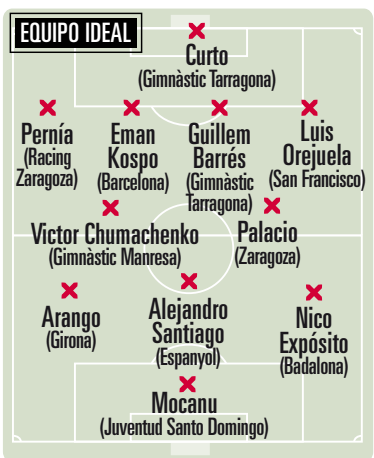 EQUIPO IDEAL
Curto
(Gimnàstic Tarragona)
Pernía
(Racing
Zaragoza)
Eman
Kospo
(Barcelona)
Guillem
Barrés
(Gimnàstic
Tarragona)
Luis
Orejuela
(San Francisco)
Victor Chumachenko
(Gimnàstic Manresa)
Palacio
(Zaragoza)
Arango
(Girona)
Alejandro
Santiago
(Espanyol)
Nico
Expósito
(Badalona)
Mocanu
(Juventud Santo Domingo)